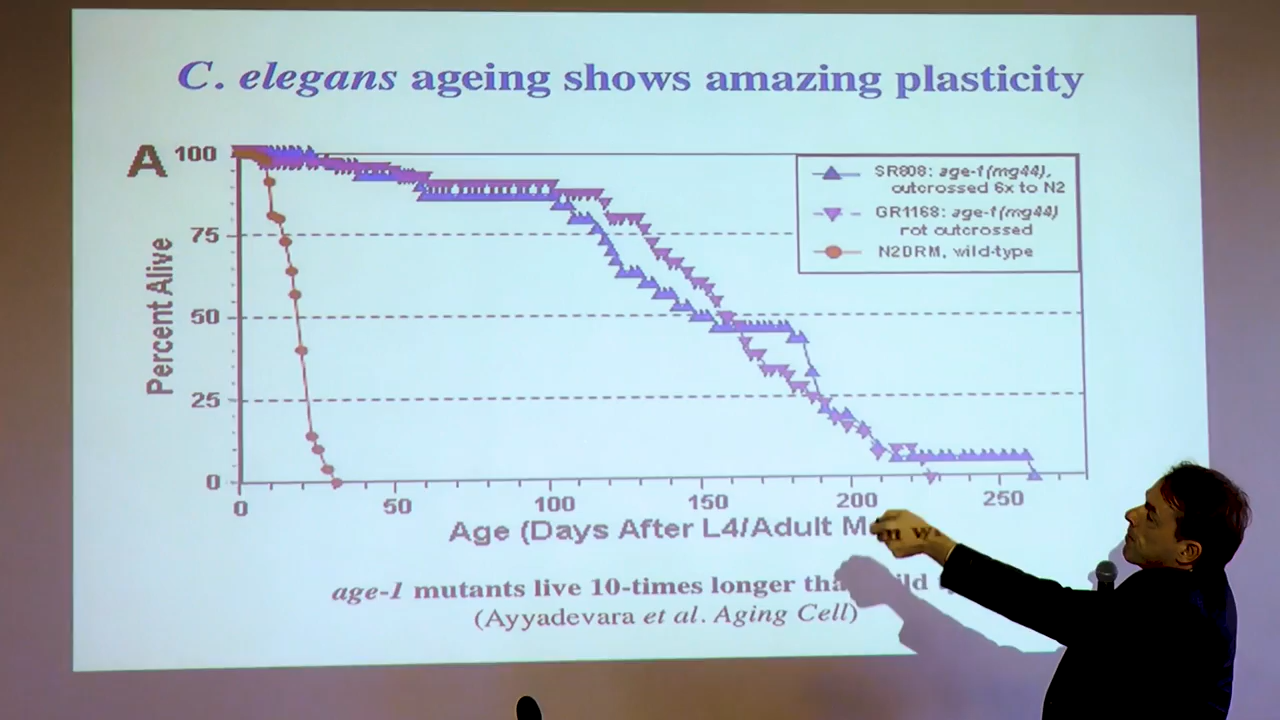 C. elegans ageing shows amazing plasticity
A
100
75
50
25
0
Percent Alive
SR808: age-1(mg44),
outcrossed 6x to N2
GR1168: age-1(mg44)
not outcrossed
N2DRM, wild-type
0 50 100 150 200 250
Age (Days After L4/Adult
age-1 mutants live 10-times longer
(Ayyadevara et al. Aging Cell)